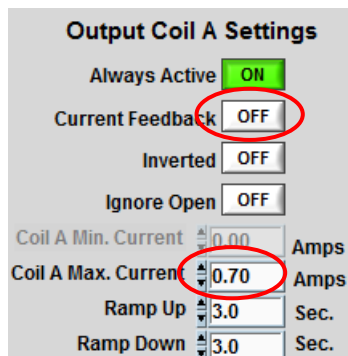 Output Coil A Settings
Always Active ON
Current Feedback OFF
Inverted OFF
Ignore Open OFF
Coil A Min. Current 0.00 Amps
Coil A Max. Current 0.70 Amps
Ramp Up 3.0 Sec.
Ramp Down 3.0 Sec.